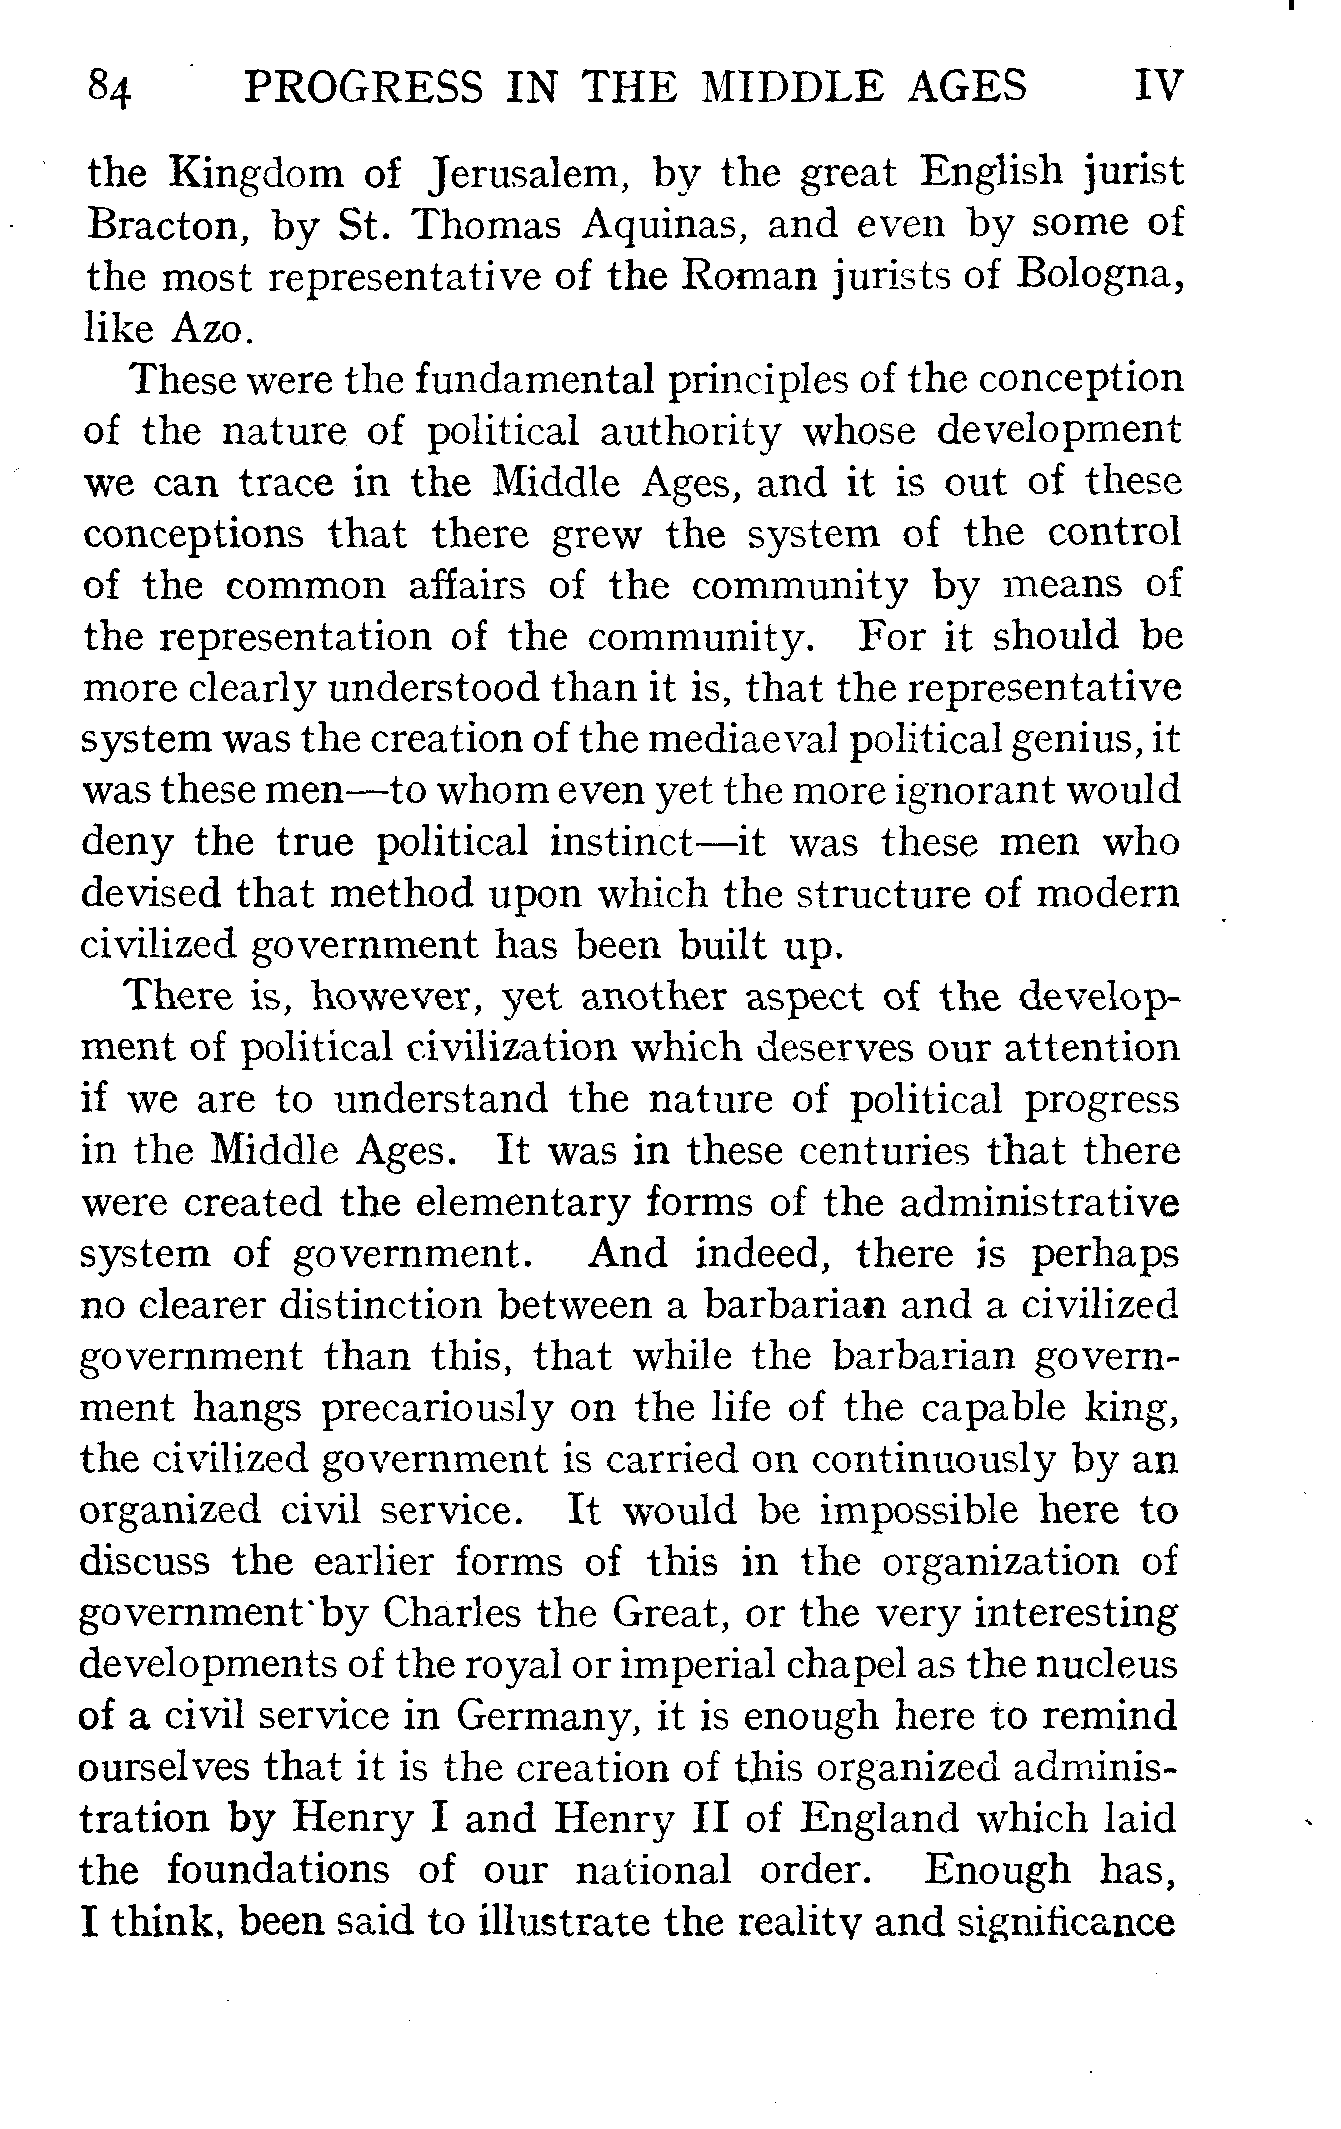 84 PROGRESS IN THE MIDDLE AGES IV
the Kingdom of Jerusalem, by the great English jurist
Bracton, by St. Thomas Aquinas, and even by some of
the most representative of the Roman jurists of Bologna,
like Azo.
These were the fundamental principles of the conception
of the nature of political authority whose development
we can trace in the Middle Ages, and it is out of these
conceptions that there grew the system of the control
of the common affairs of the community by means of
the representation of the community. For it should be
more clearly understood than it is, that the representative
system was the creation of the mediaeval political genius, it
was these men—to whom even yet the more ignorant would
deny the true political instinct—it was these men who
devised that method upon which the structure of modern
civilized government has been built up.
There is, however, yet another aspect of the develop-
ment of political civilization which deserves our attention
if we are to understand the nature of political progress
in the Middle Ages. It was in these centuries that there
were created the elementary forms of the administrative
system of government. And indeed, there is perhaps
no clearer distinction between a barbarian and a civilized
government than this, that while the barbarian govern-
ment hangs precariously on the life of the capable king,
the civilized government is carried on continuously by an
organized civil service. It would be impossible here to
discuss the earlier forms of this in the organization of
government by Charles the Great, or the very interesting
developments of the royal or imperial chapel as the nucleus
of a civil service in Germany, it is enough here to remind
ourselves that it is the creation of this organized adminis-
tration by Henry I and Henry II of England which laid
the foundations of our national order. Enough has,
I think, been said to illustrate the reality and significance